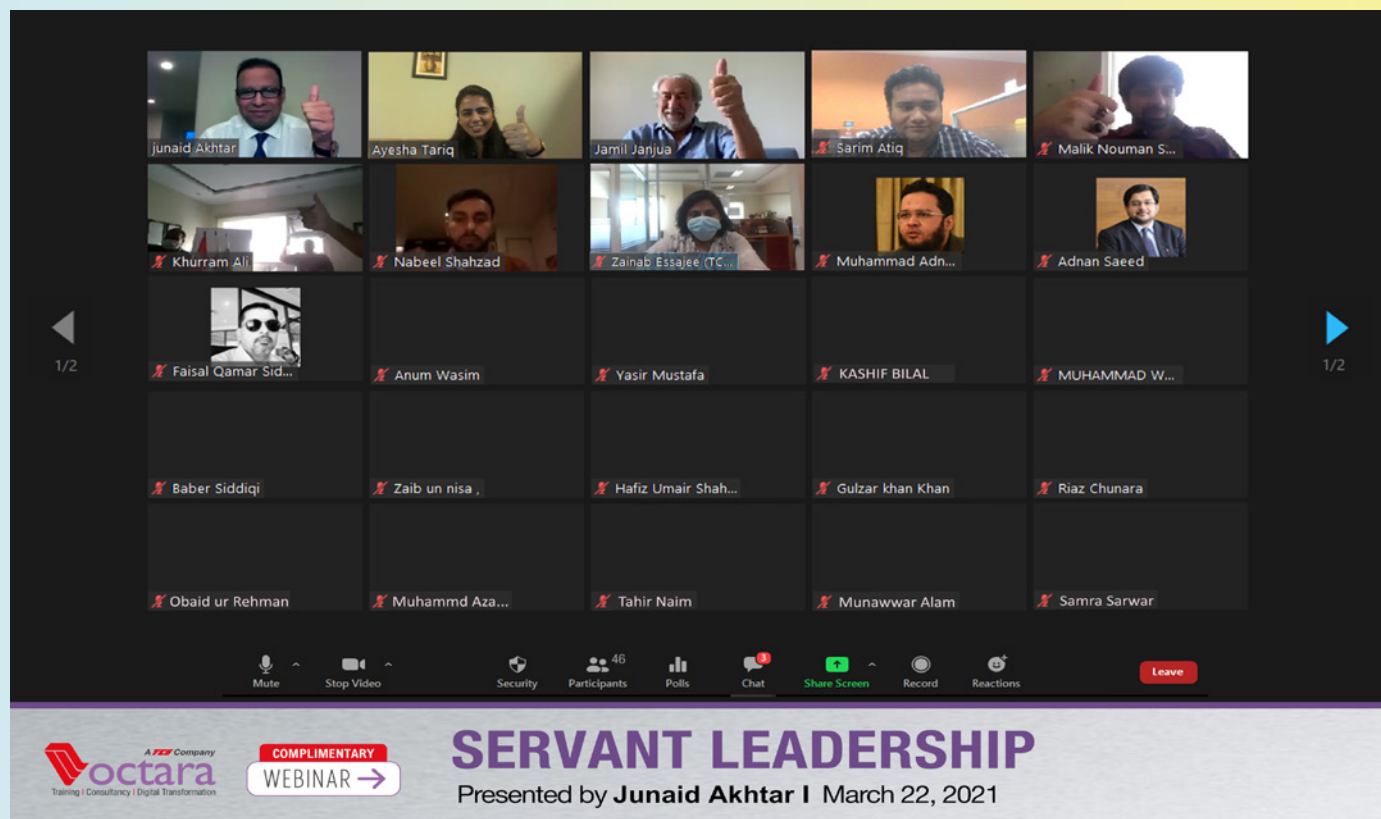 junaid Akhtar
Ayesha Tariq
Jamil Janjua
Sarim Atiq
Malik Nouman S...
Khurram Ali
Nabeel Shahzad
Zainab Essajee (TC...
Muhammad Adn...
Adnan Saeed
1/2
1/2
Faisal Qamar Sid...
Anum Wasim
Yasir Mustafa
KASHIF BILAL
MUHAMMAD W...
Baber Siddiqi
Zaib un nisa ,
Hafiz Umair Shah...
Gulzar khan Khan
Riaz Chunara
Obaid ur Rehman
Muhammd Aza...
Tahir Naim
Munawwar Alam
Samra Sarwar
Mute
Stop Video
Security
46
Participants
Polls
3
Chat
Share Screen
Record
Reactions
Leave
A TCS Company
octara
Training I Consultancy I Digital Transformation
COMPLIMENTARY
WEBINAR →
SERVANT LEADERSHIP
Presented by Junaid Akhtar I March 22, 2021